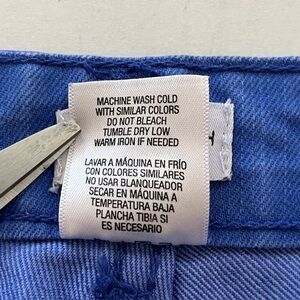 MACHINE WASH COLD
WITH SIMILAR COLORS
DO NOT BLEACH
TUMBLE DRY LOW
WARM IRON IF NEEDED
LAVAR A MÁQUINA EN FRÍO
CON COLORES SIMILARES
NO USAR BLANQUEADOR
SECAR EN MÁQUINA A
TEMPERATURA BAJA
PLANCHA TIBIA SI
ES NECESARIO